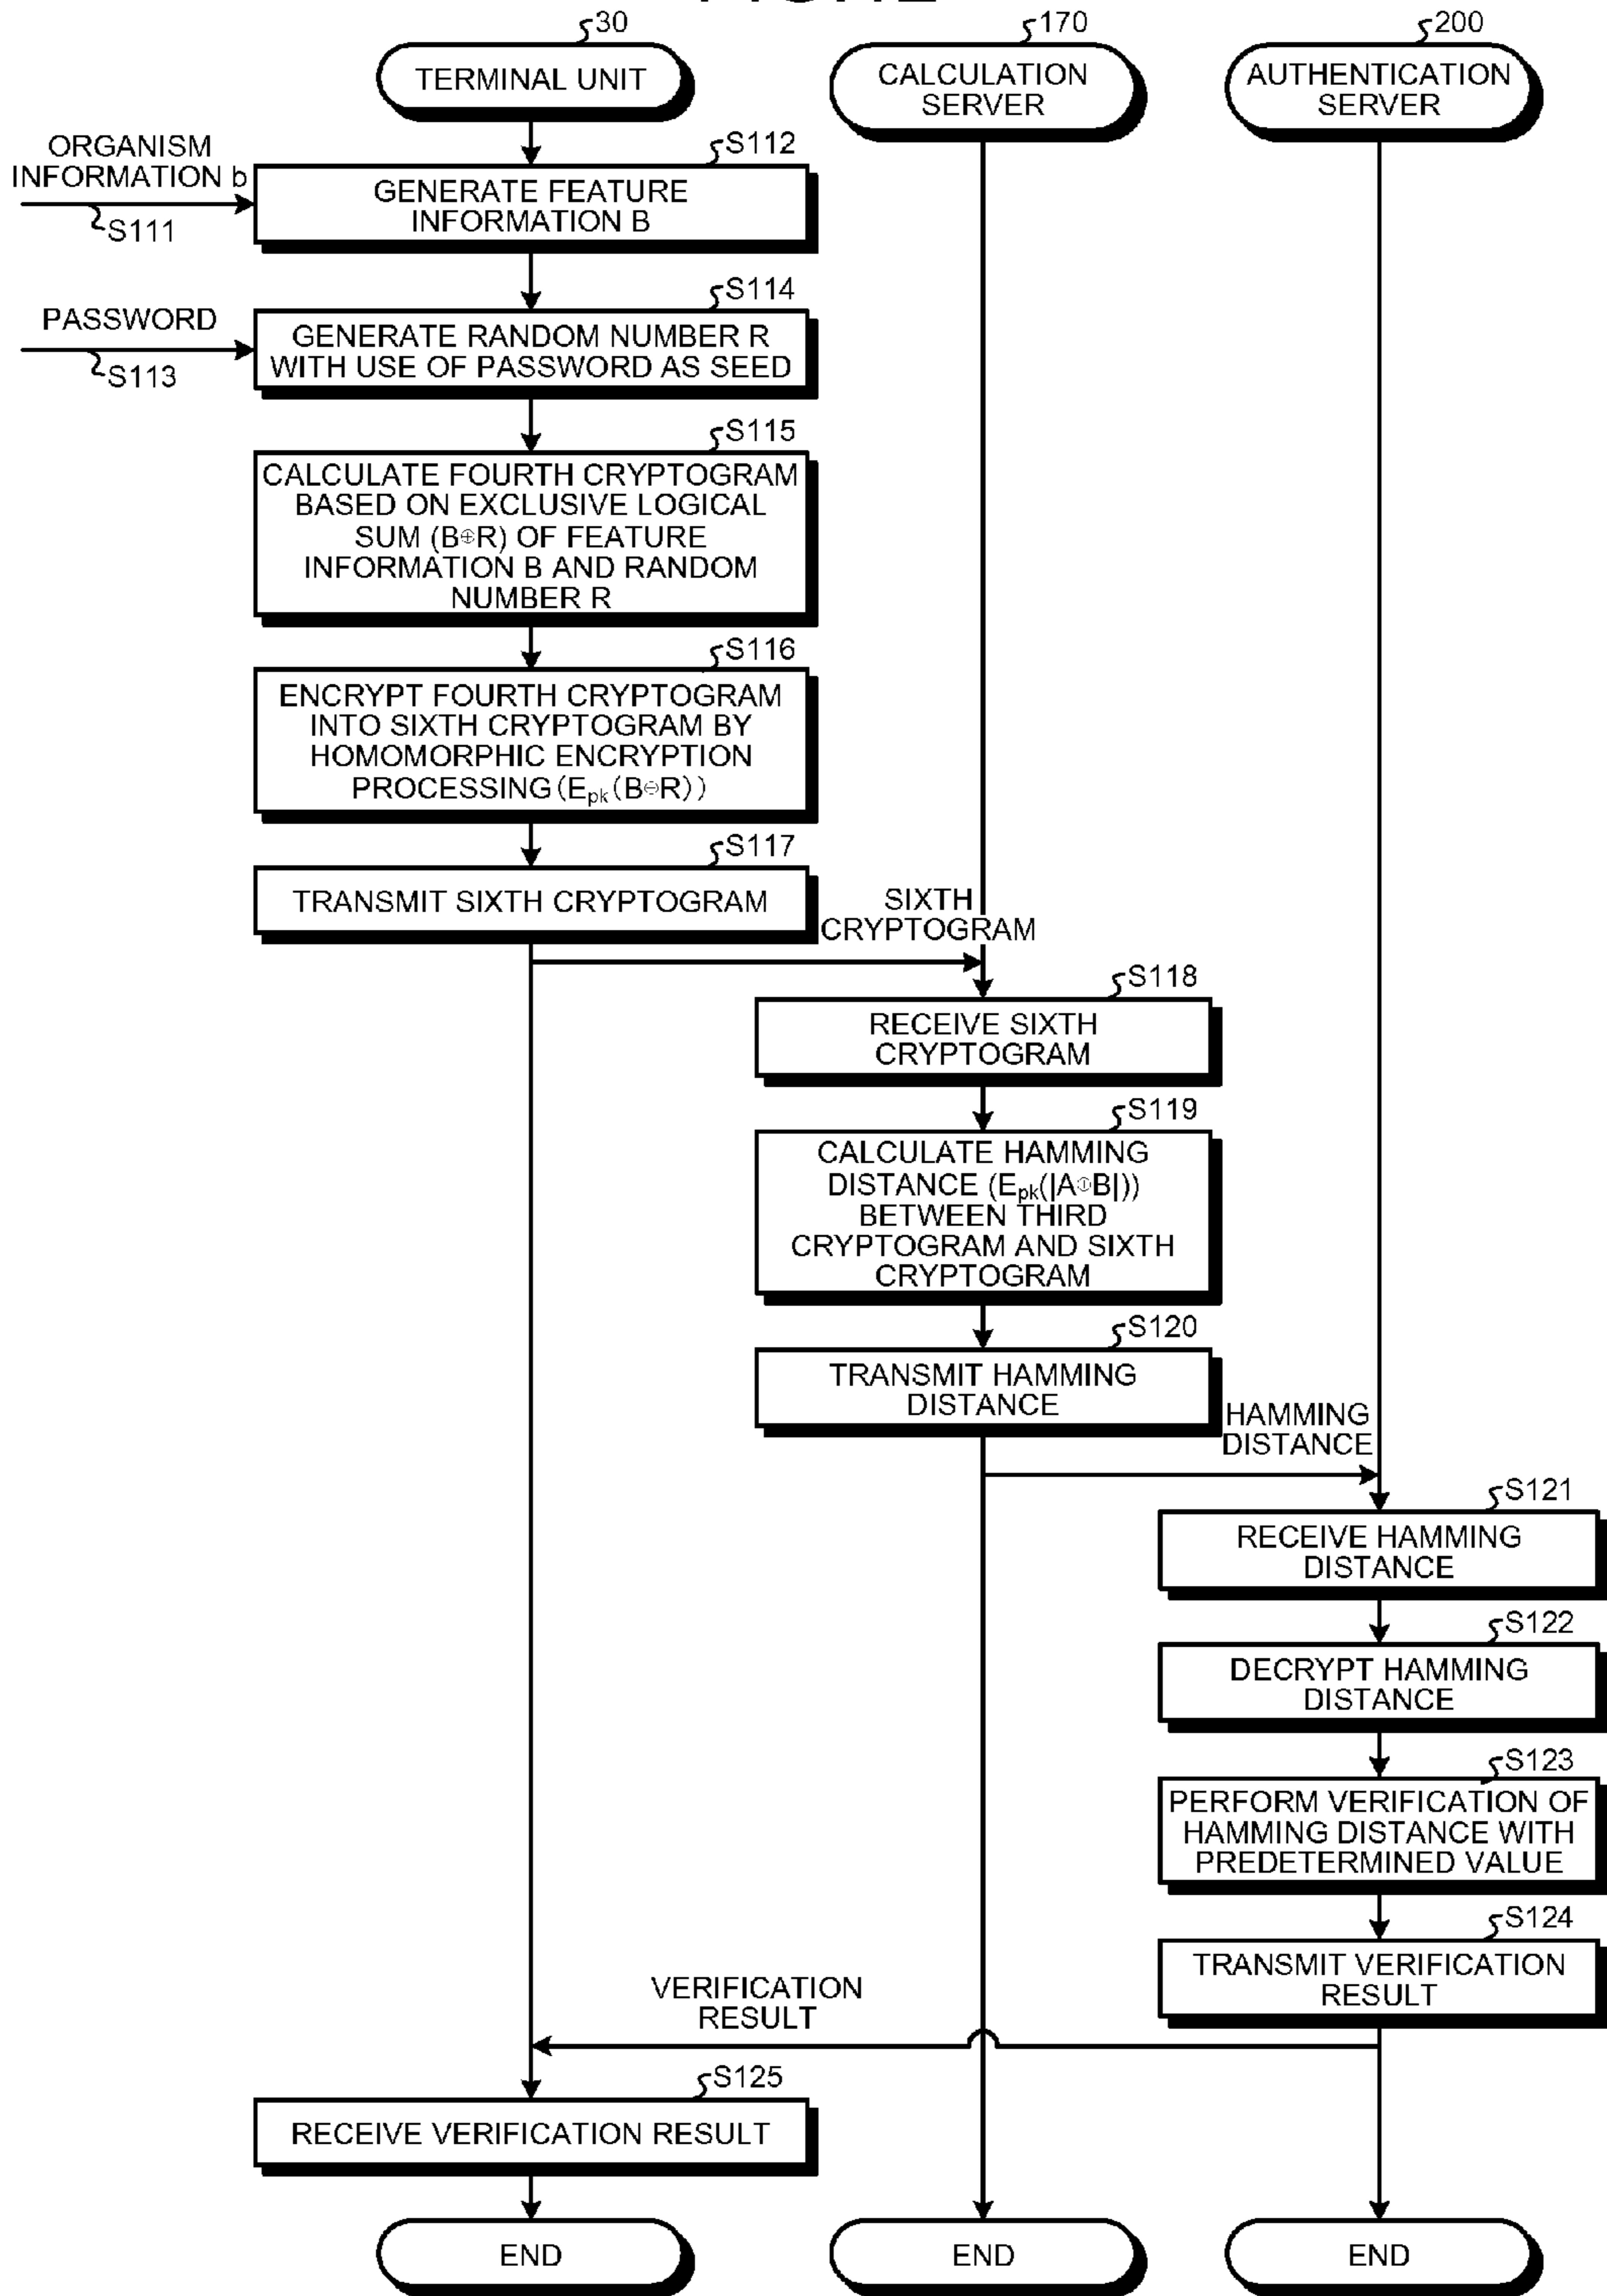 30
170
200
TERMINAL UNIT
CALCULATION
SERVER
AUTHENTICATION
SERVER
ORGANISM
INFORMATION b
S111
S112
GENERATE FEATURE
INFORMATION B
PASSWORD
S113
S114
GENERATE RANDOM NUMBER R
WITH USE OF PASSWORD AS SEED
S115
CALCULATE FOURTH CRYPTOGRAM
BASED ON EXCLUSIVE LOGICAL
SUM (B⊕R) OF FEATURE
INFORMATION B AND RANDOM
NUMBER R
S116
ENCRYPT FOURTH CRYPTOGRAM
INTO SIXTH CRYPTOGRAM BY
HOMOMORPHIC ENCRYPTION
PROCESSING (Epk (B⊖R))
S117
TRANSMIT SIXTH CRYPTOGRAM
SIXTH
CRYPTOGRAM
S118
RECEIVE SIXTH
CRYPTOGRAM
S119
CALCULATE HAMMING
DISTANCE (Epk(|A⦶B|))
BETWEEN THIRD
CRYPTOGRAM AND SIXTH
CRYPTOGRAM
S120
TRANSMIT HAMMING
DISTANCE
HAMMING
DISTANCE
S121
RECEIVE HAMMING
DISTANCE
S122
DECRYPT HAMMING
DISTANCE
S123
PERFORM VERIFICATION OF
HAMMING DISTANCE WITH
PREDETERMINED VALUE
S124
TRANSMIT VERIFICATION
RESULT
VERIFICATION
RESULT
S125
RECEIVE VERIFICATION RESULT
END
END
END